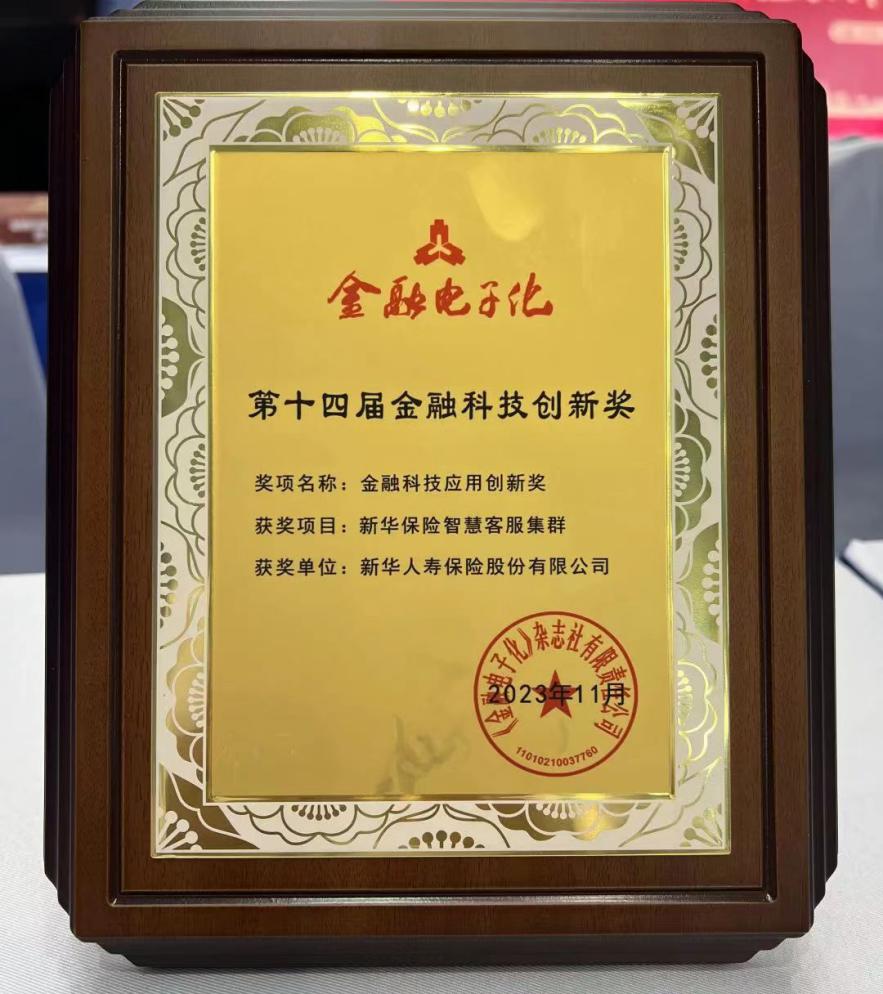 金融电子化
第十四届金融科技创新奖
奖项名称：金融科技应用创新奖
获奖项目：新华保险智慧客服集群
获奖单位：新华人寿保险股份有限公司
《金融电子化》杂志社有限责任公司
2023年11月
11010210037760